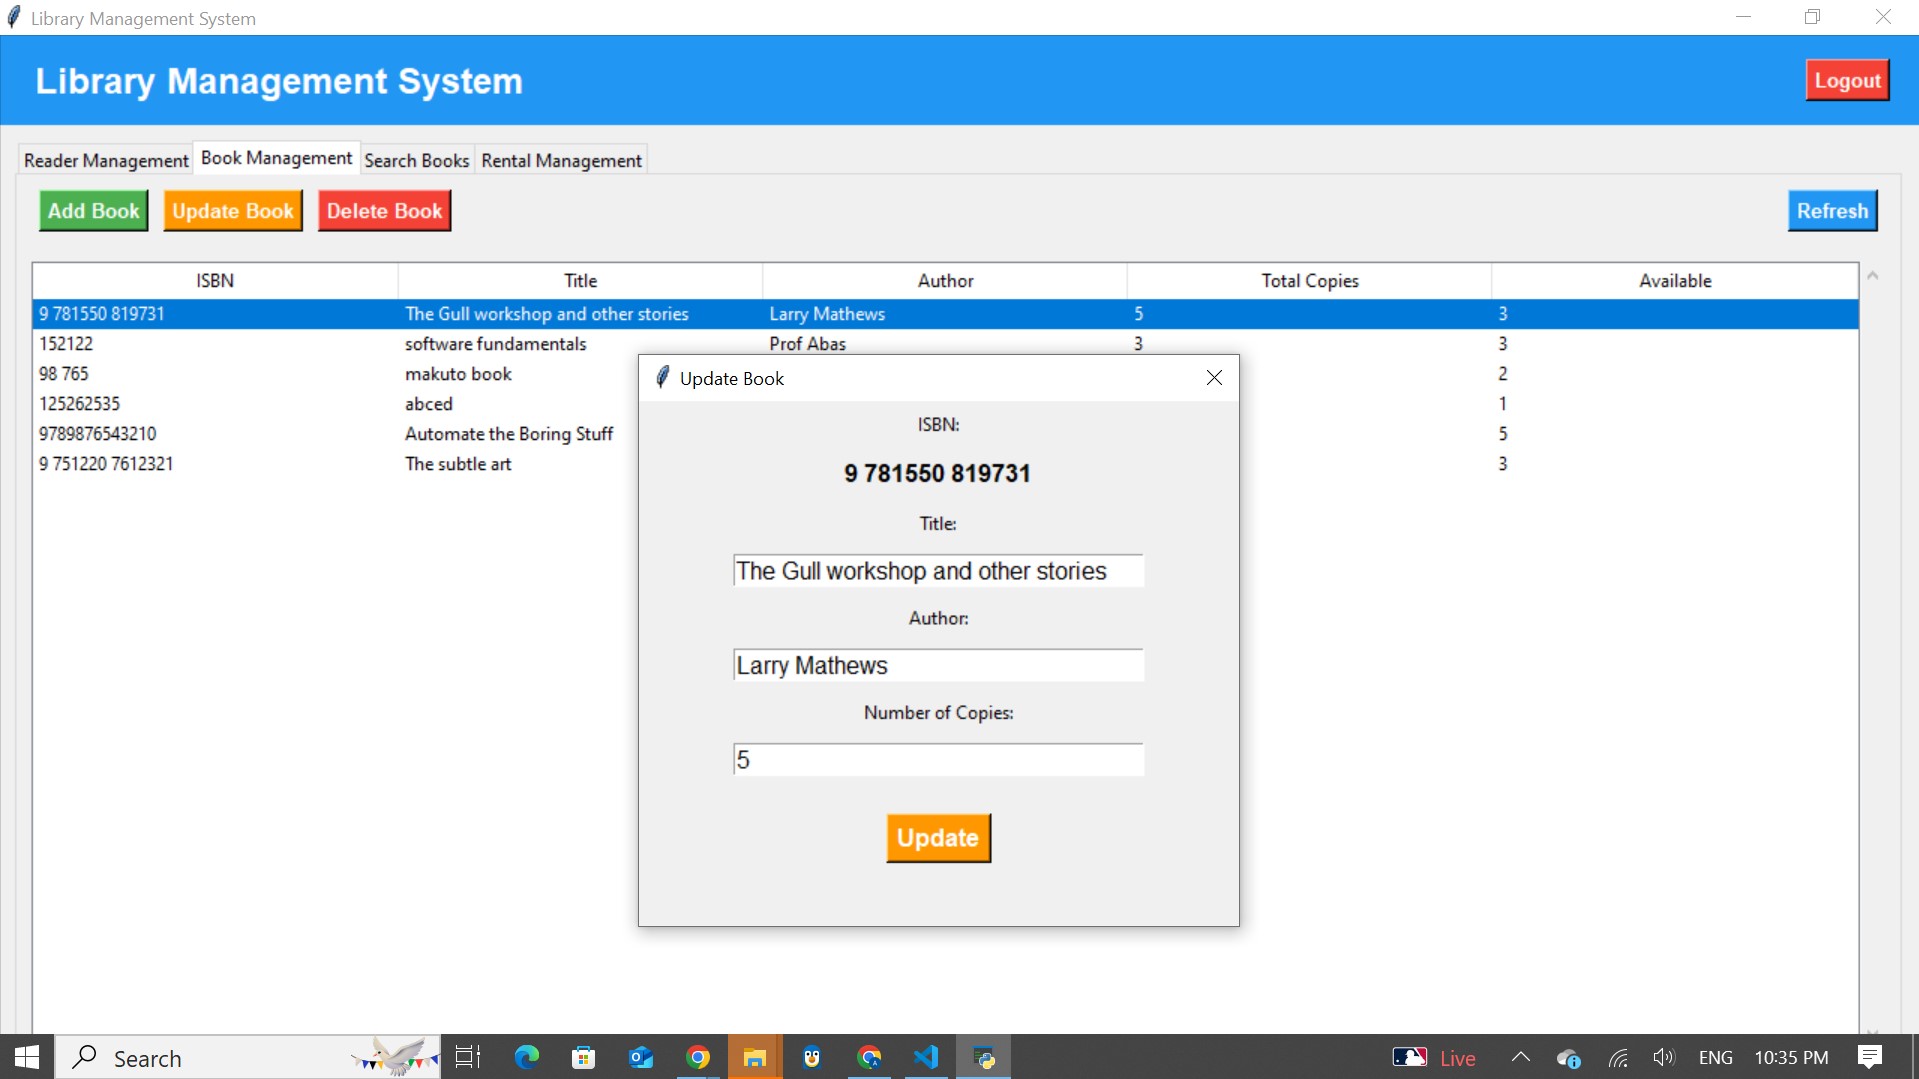 Library Management System
Library Management System
Logout
Reader Management Book Management Search Books Rental Management
Add Book Update Book Delete Book Refresh
ISBN Title Author Total Copies Available
9 781550 819731 The Gull workshop and other stories Larry Mathews 5 3
152122 software fundamentals Prof Abas 3 3
98 765 makuto book 2
125262535 abced 1
9789876543210 Automate the Boring Stuff 5
9 751220 7612321 The subtle art 3
Update Book
ISBN:
9 781550 819731
Title:
The Gull workshop and other stories
Author:
Larry Mathews
Number of Copies:
5
Update
Search Live ENG 10:35 PM